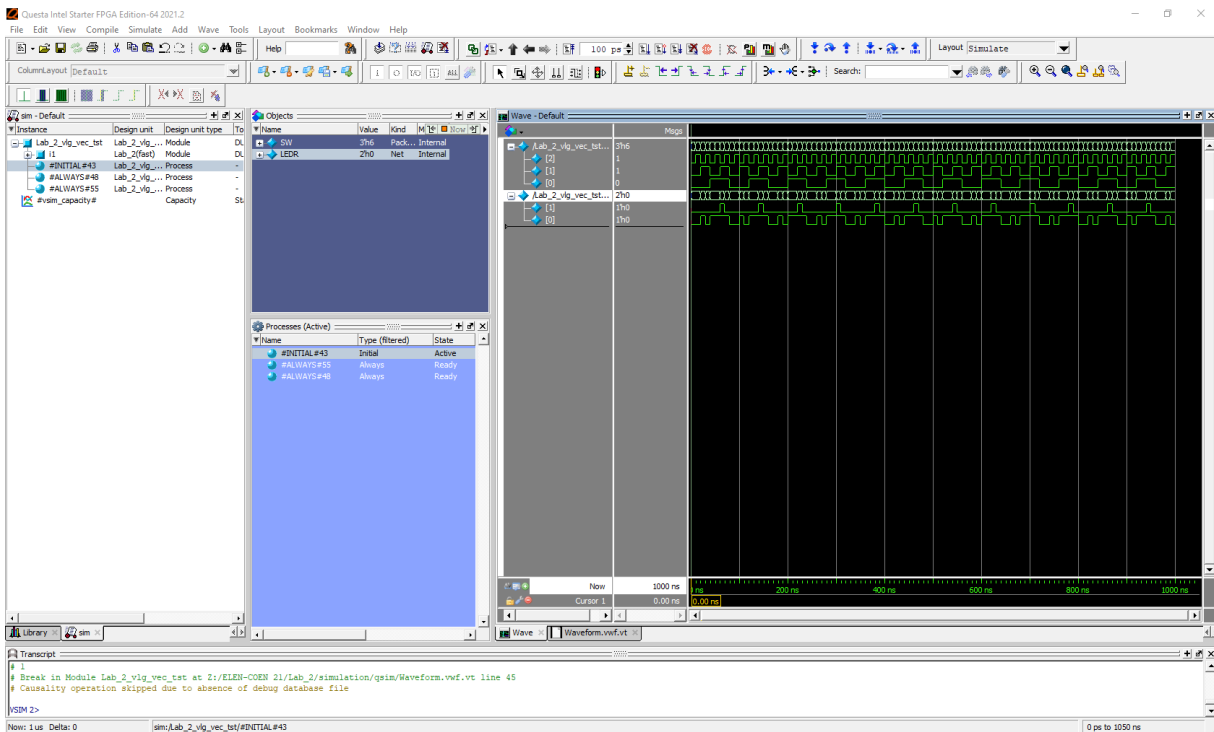 Questa Intel Starter FPGA Edition-64 2021.2
File Edit View Compile Simulate Add Wave Tools Layout Bookmarks Window Help
Help
100 ps
Layout Simulate
ColumnLayout Default
ALL
Search:
sim - Default
Instance Design unit Design unit type To
Lab_2_vlg_vec_tst Lab_2_vlg_... Module DU
i1 Lab_2(fast) Module DU
#INITIAL#43 Lab_2_vlg_... Process -
#ALWAYS#48 Lab_2_vlg_... Process -
#ALWAYS#55 Lab_2_vlg_... Process -
#vsim_capacity# Capacity St
Objects
Name Value Kind M Now
SW 3'h6 Pack... Internal
LEDR 2'h0 Net Internal
Processes (Active)
Name Type (filtered) State
#INITIAL#43 Initial Active
#ALWAYS#55 Always Ready
#ALWAYS#48 Always Ready
Wave - Default
Msgs
/Lab_2_vlg_vec_tst... 3'h6
[2] 1
[1] 1
[0] 0
/Lab_2_vlg_vec_tst... 2'h0
[1] 1'h0
[0] 1'h0
Now 1000 ns
ns 200 ns 400 ns 600 ns 800 ns 1000 ns
Cursor 1 0.00 ns
0.00 ns
Library
sim
Wave
Waveform.vwf.vt
Transcript
# 1
# Break in Module Lab_2_vlg_vec_tst at Z:/ELEN-COEN 21/Lab_2/simulation/qsim/Waveform.vwf.vt line 45
# Causality operation skipped due to absence of debug database file
VSIM 2>
Now: 1 us Delta: 0
sim:/Lab_2_vlg_vec_tst/#INITIAL#43
0 ps to 1050 ns